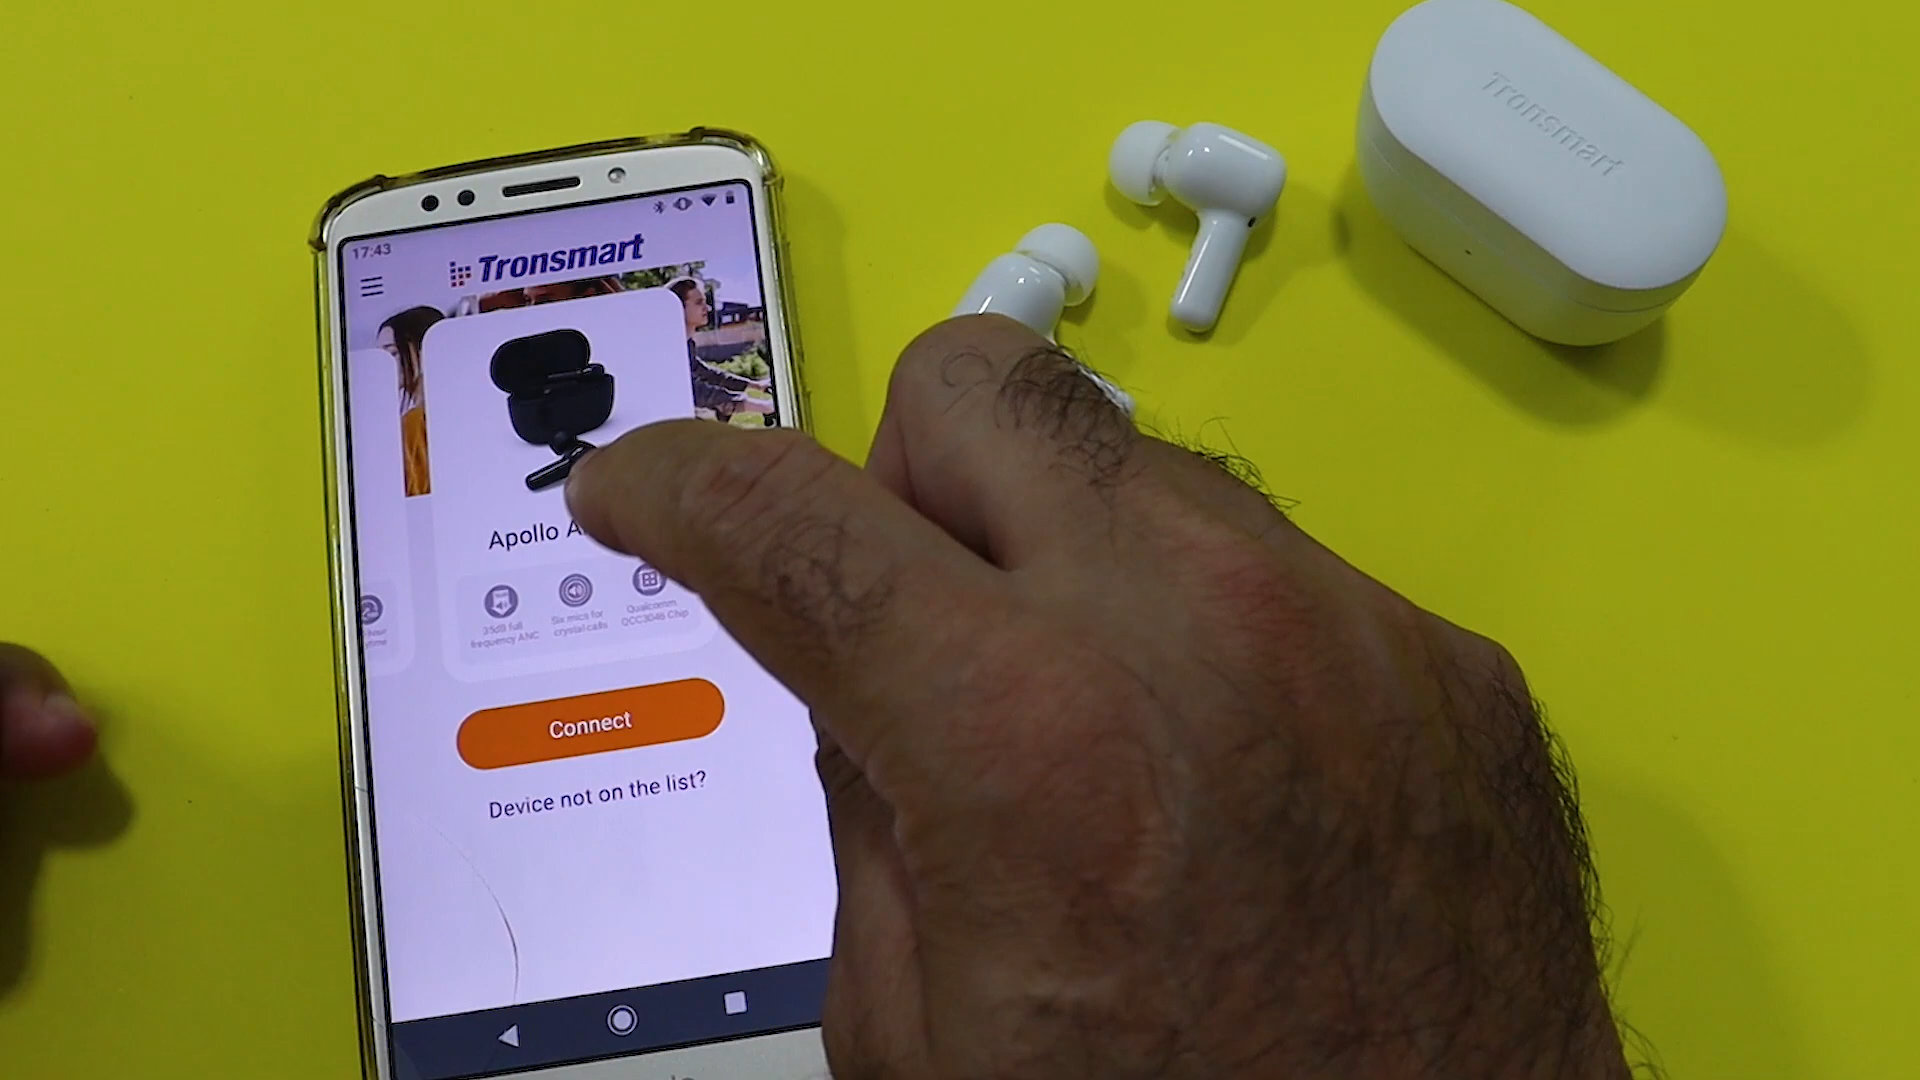 17:43
Tronsmart
Apollo
35dB full
frequency ANC
Six mics for
crystal calls
Qualcomm
QCC3046 Chip
Connect
Device not on the list?
Tronsmart